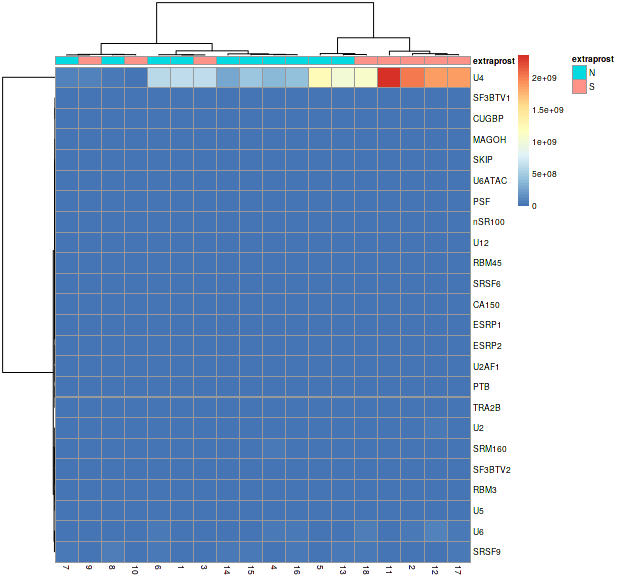 extraprost
extraprost
N
S
2e+09
1.5e+09
1e+09
5e+08
0
U4
SF3BTV1
CUGBP
MAGOH
SKIP
U6ATAC
PSF
nSR100
U12
RBM45
SRSF6
CA150
ESRP1
ESRP2
U2AF1
PTB
TRA2B
U2
SRM160
SF3BTV2
RBM3
U5
U6
SRSF9
7 9 8 10 6 1 3 14 15 4 16 5 13 18 11 2 12 17